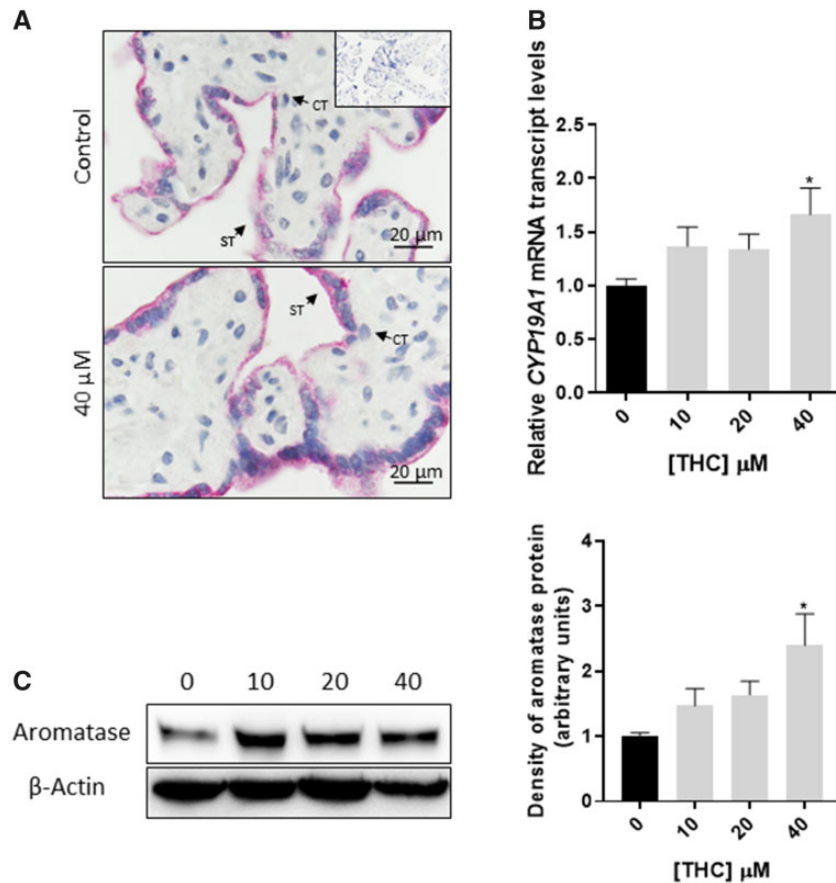 A
Control
CT
ST
20 μm
40 μM
ST
CT
20 μm
B
Relative CYP19A1 mRNA transcript levels
2.5
2.0
1.5
1.0
0.5
0.0
*
0 10 20 40
[THC] μM
C
0 10 20 40
Aromatase
β-Actin
Density of aromatase protein
(arbitrary units)
4
3
2
1
0
*
0 10 20 40
[THC] μM